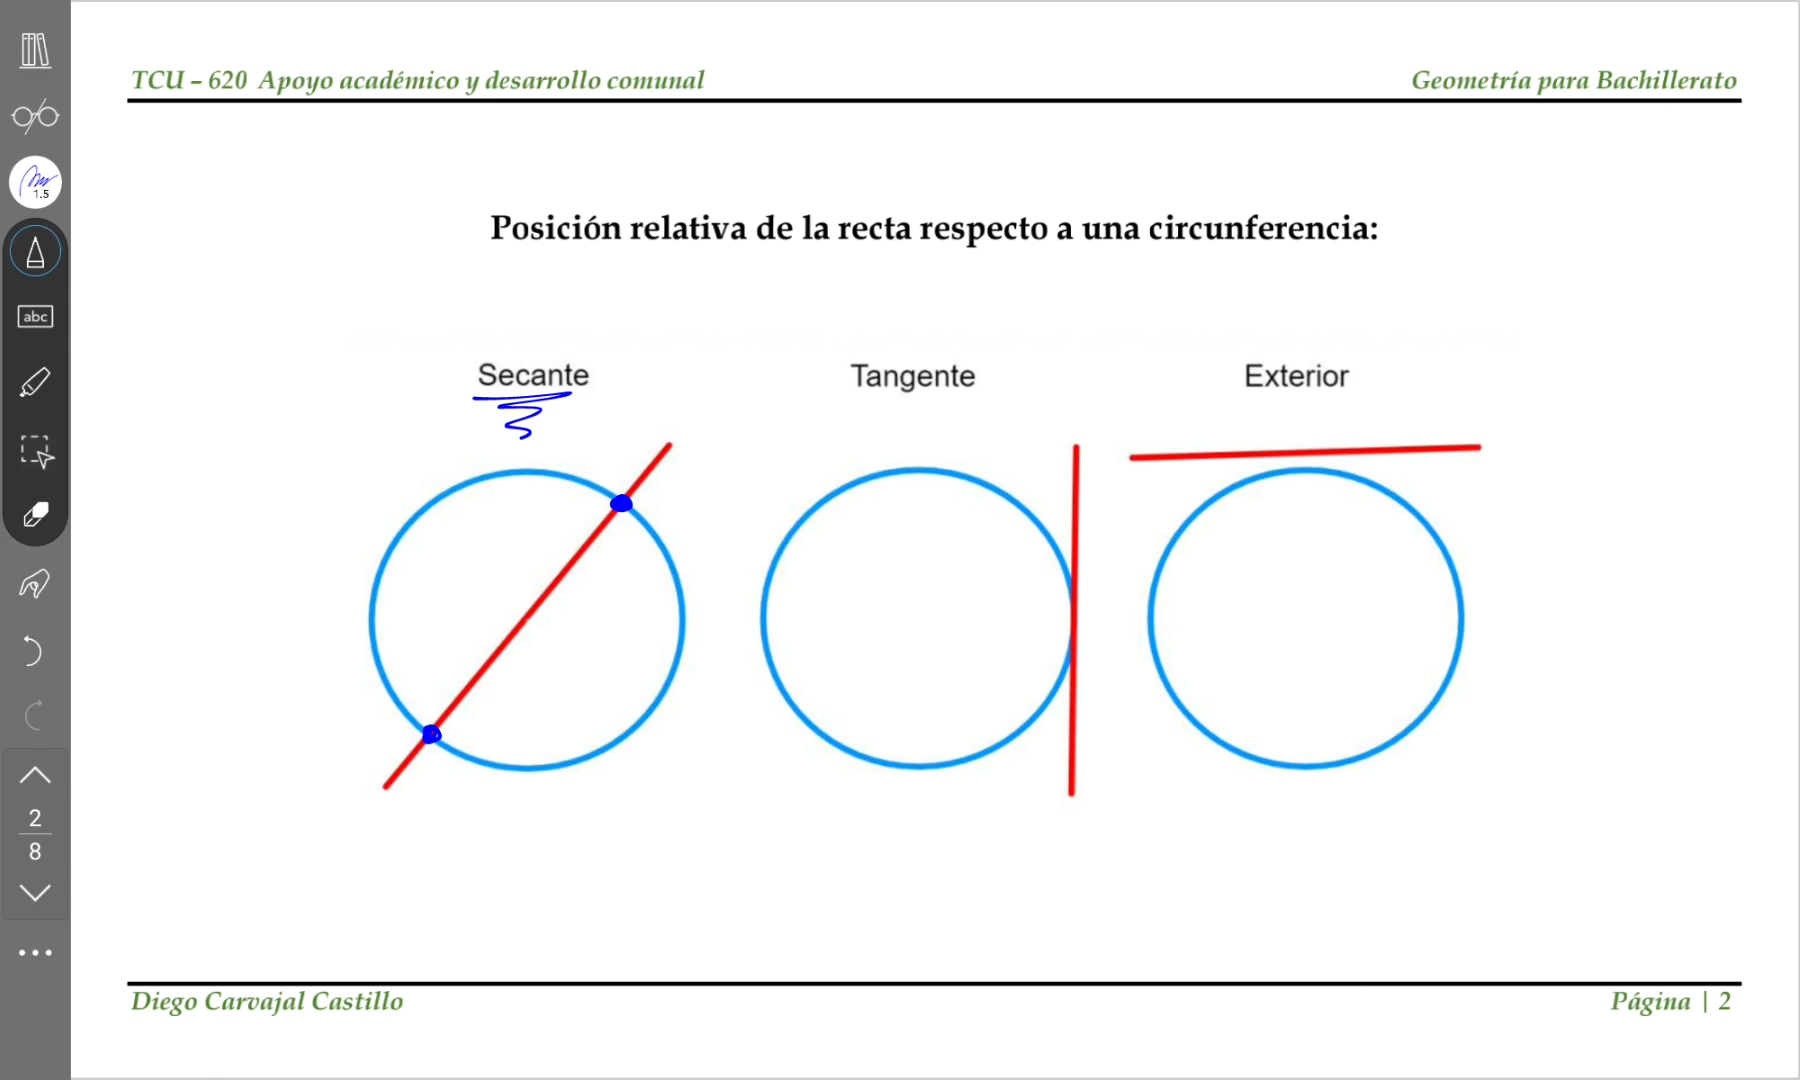 TCU – 620 Apoyo académico y desarrollo comunal
Geometría para Bachillerato
1.5
abc
Posición relativa de la recta respecto a una circunferencia:
Secante
Tangente
Exterior
2
8
Diego Carvajal Castillo
Página | 2